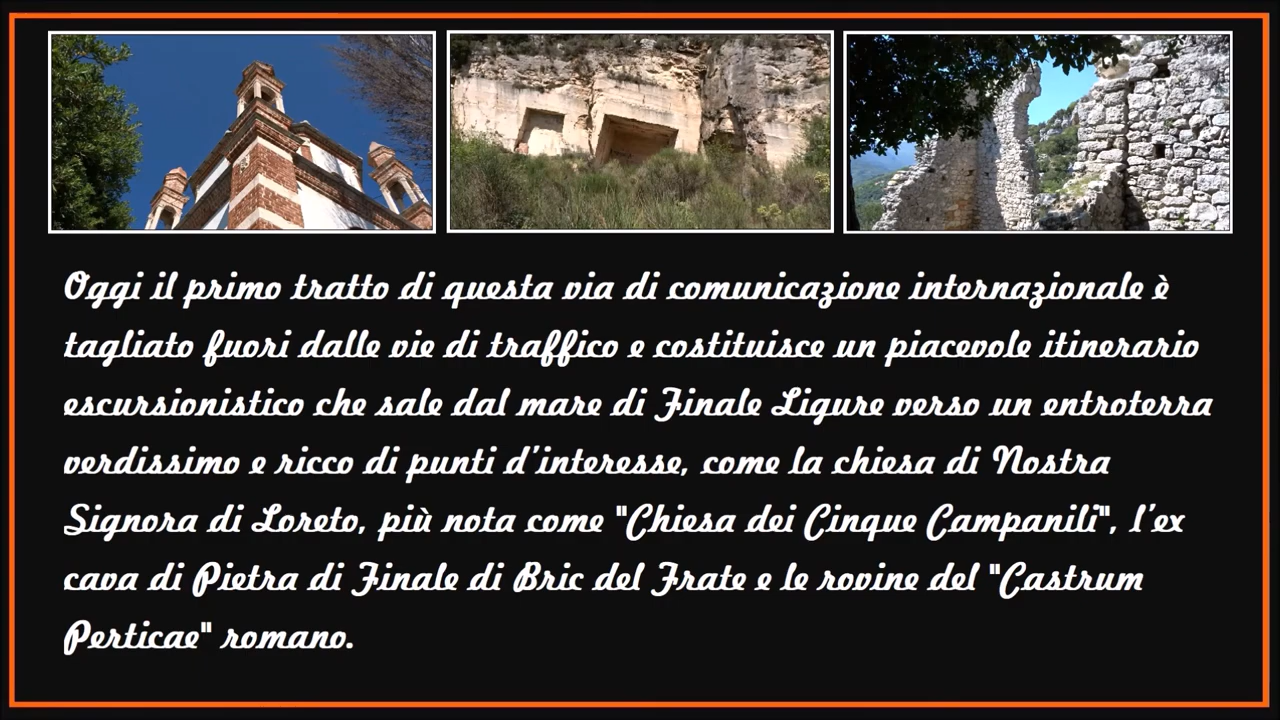 Oggi il primo tratto di questa via di comunicazione internazionale è
tagliato fuori dalle vie di traffico e costituisce un piacevole itinerario
escursionistico che sale dal mare di Finale Ligure verso un entroterra
verdissimo e ricco di punti d'interesse, come la chiesa di Nostra
Signora di Loreto, più nota come "Chiesa dei Cinque Campanili", l'ex
cava di Pietra di Finale di Bric del Frate e le rovine del "Castrum
Perticae" romano.